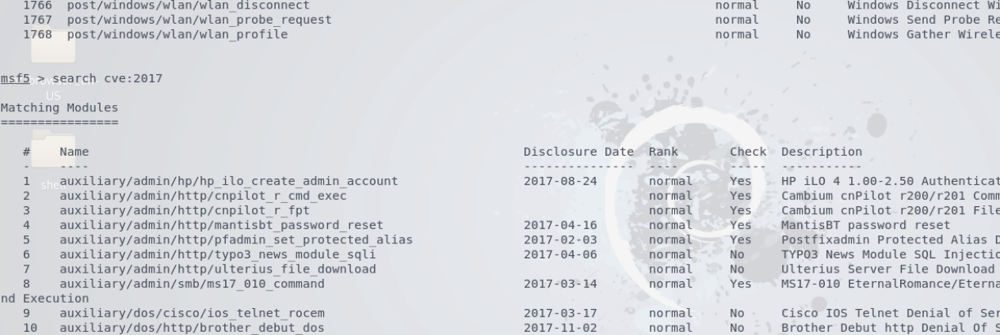 1766 post/windows/wlan/wlan_disconnect normal No Windows Disconnect Wi
1767 post/windows/wlan/wlan_probe_request normal No Windows Send Probe Re
1768 post/windows/wlan/wlan_profile normal No Windows Gather Wirele
msf5 > search cve:2017
US
Matching Modules
================
# Name Disclosure Date Rank Check Description
- ---- --------------- ---- ----- -----------
1 auxiliary/admin/hp/hp_ilo_create_admin_account 2017-08-24 normal Yes HP iLO 4 1.00-2.50 Authenticat
2 auxiliary/admin/http/cnpilot_r_cmd_exec normal Yes Cambium cnPilot r200/r201 Comm
3 auxiliary/admin/http/cnpilot_r_fpt normal Yes Cambium cnPilot r200/r201 File
4 auxiliary/admin/http/mantisbt_password_reset 2017-04-16 normal Yes MantisBT password reset
5 auxiliary/admin/http/pfadmin_set_protected_alias 2017-02-03 normal Yes Postfixadmin Protected Alias D
6 auxiliary/admin/http/typo3_news_module_sqli 2017-04-06 normal No TYPO3 News Module SQL Injectio
7 auxiliary/admin/http/ulterius_file_download normal No Ulterius Server File Download
8 auxiliary/admin/smb/ms17_010_command 2017-03-14 normal Yes MS17-010 EternalRomance/Eterna
nd Execution
9 auxiliary/dos/cisco/ios_telnet_rocem 2017-03-17 normal No Cisco IOS Telnet Denial of Ser
10 auxiliary/dos/http/brother_debut_dos 2017-11-02 normal No Brother Debut http Denial Of S